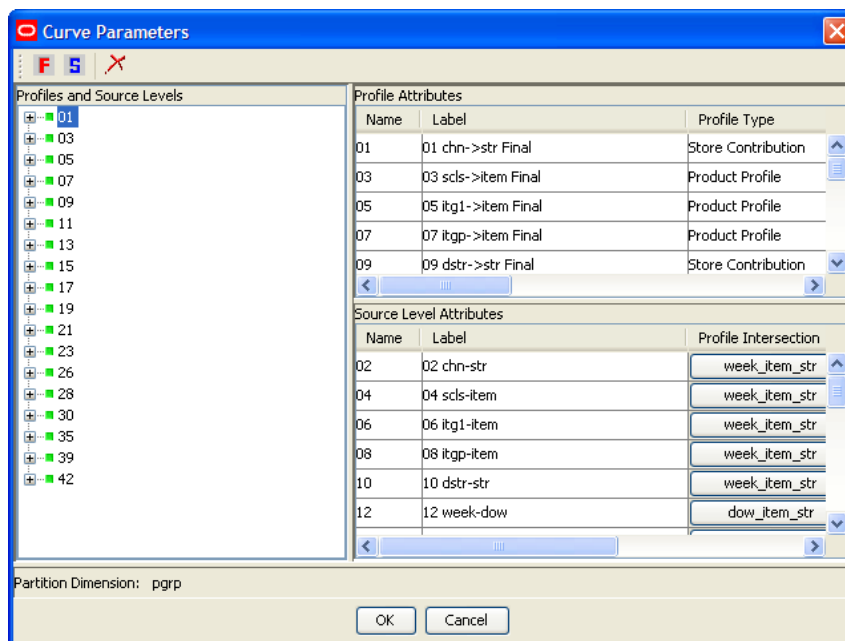 Curve Parameters
F S
Profiles and Source Levels
01
03
05
07
09
11
13
15
17
19
21
23
26
28
30
35
39
42
Profile Attributes
Name Label Profile Type
01 01 chn->str Final Store Contribution
03 03 scls->item Final Product Profile
05 05 itg1->item Final Product Profile
07 07 itgp->item Final Product Profile
09 09 dstr->str Final Store Contribution
Source Level Attributes
Name Label Profile Intersection
02 02 chn-str week_item_str
04 04 scls-item week_item_str
06 06 itg1-item week_item_str
08 08 itgp-item week_item_str
10 10 dstr-str week_item_str
12 12 week-dow dow_item_str
Partition Dimension: pgrp
OK Cancel